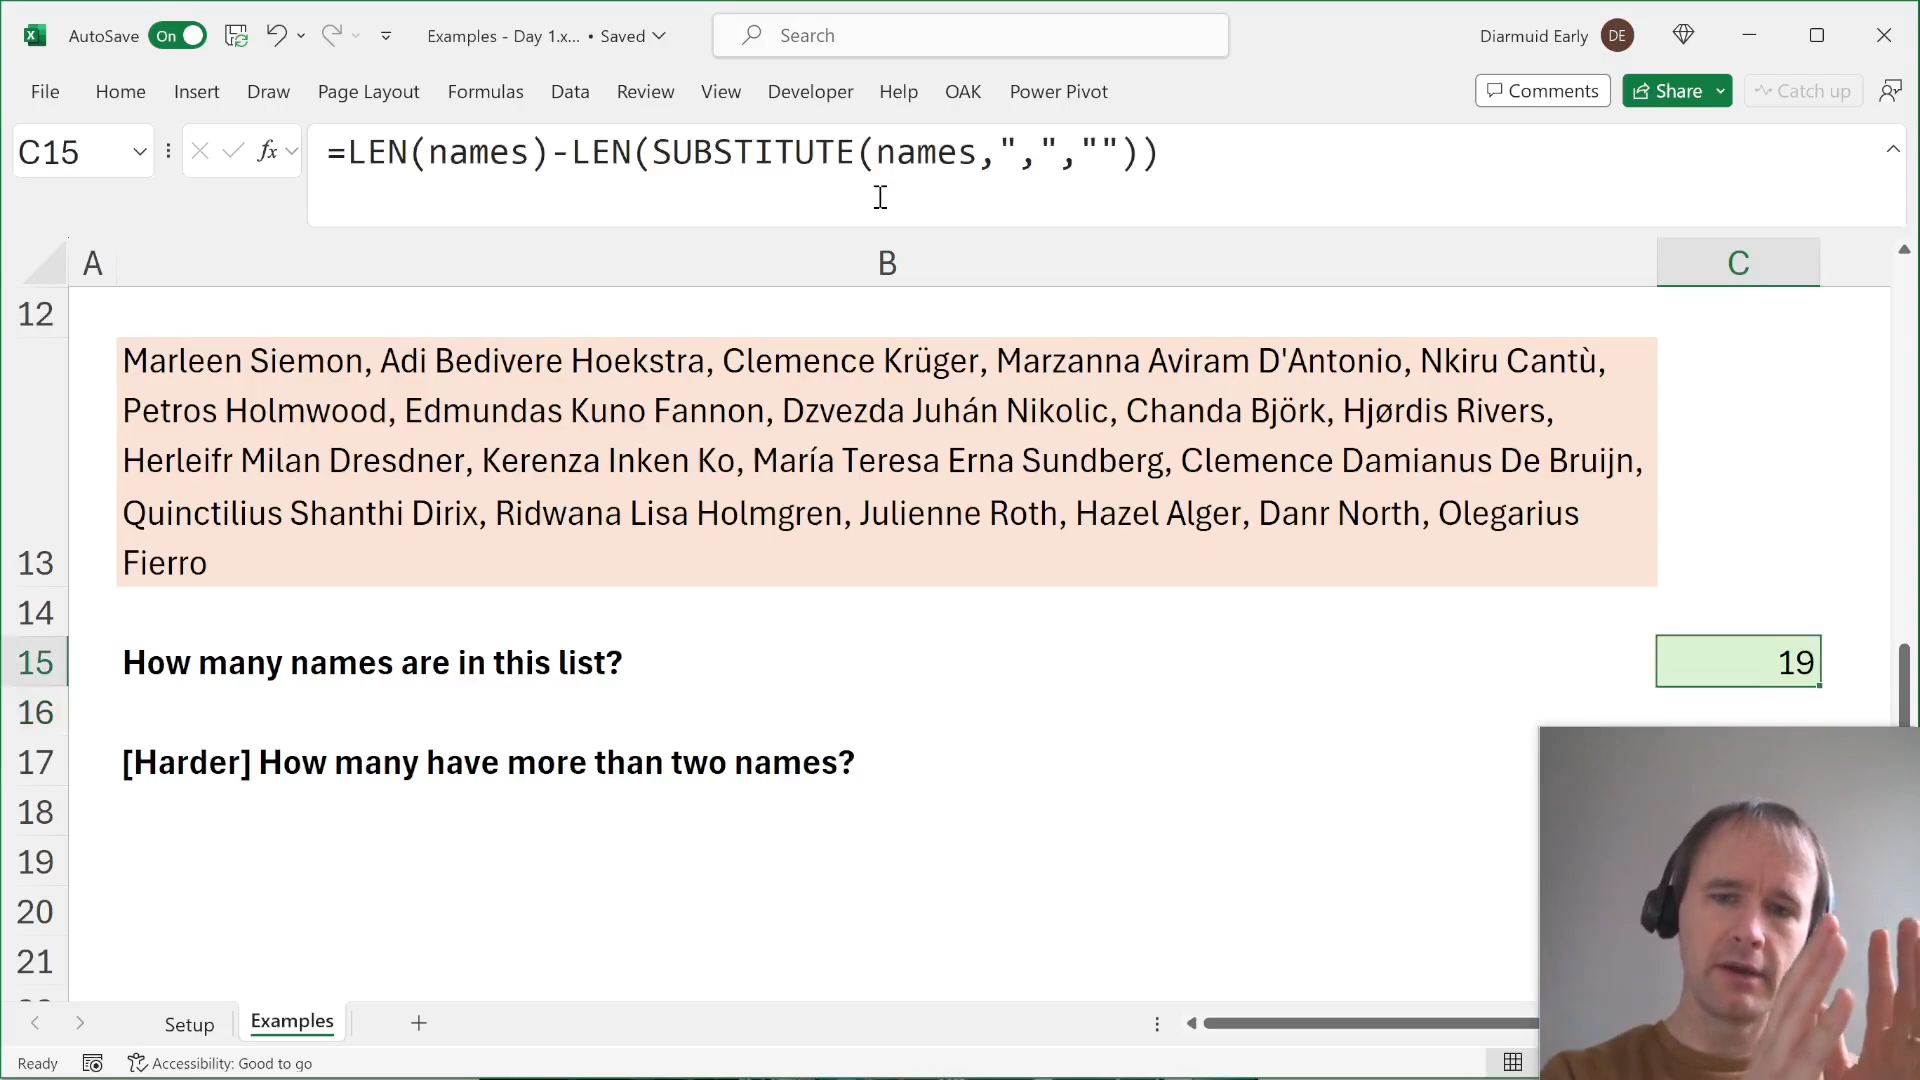 AutoSave On Examples - Day 1.x... • Saved Search Diarmuid Early DE
File Home Insert Draw Page Layout Formulas Data Review View Developer Help OAK Power Pivot Comments Share Catch up
C15 fx =LEN(names)-LEN(SUBSTITUTE(names,",",""))
A B C
12
Marleen Siemon, Adi Bedivere Hoekstra, Clemence Krüger, Marzanna Aviram D'Antonio, Nkiru Cantù,
Petros Holmwood, Edmundas Kuno Fannon, Dzvezda Juhán Nikolic, Chanda Björk, Hjørdis Rivers,
Herleifr Milan Dresdner, Kerenza Inken Ko, María Teresa Erna Sundberg, Clemence Damianus De Bruijn,
Quinctilius Shanthi Dirix, Ridwana Lisa Holmgren, Julienne Roth, Hazel Alger, Danr North, Olegarius
13 Fierro
14
15 How many names are in this list? 19
16
17 [Harder] How many have more than two names?
18
19
20
21
Setup Examples
Ready Accessibility: Good to go